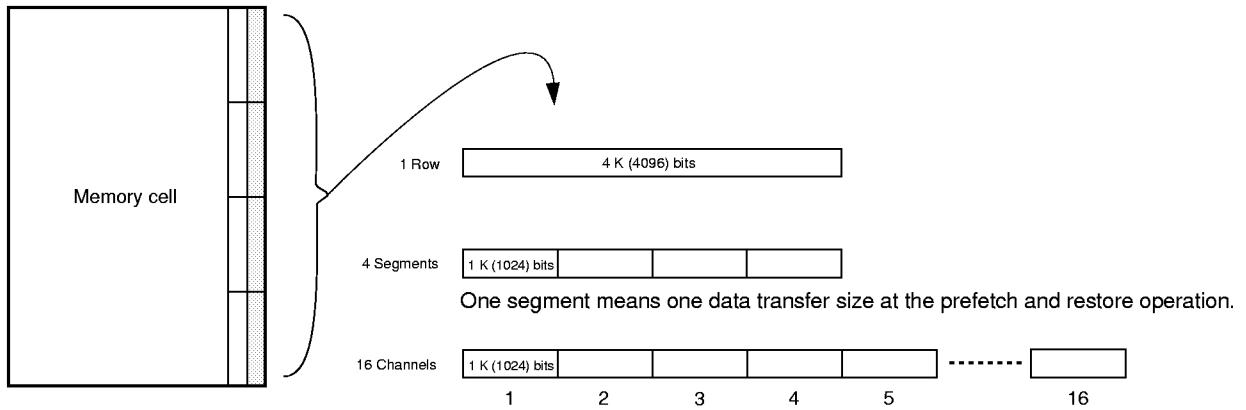 Memory cell
1 Row
4 K (4096) bits
4 Segments
1 K (1024) bits
One segment means one data transfer size at the prefetch and restore operation.
16 Channels
1 K (1024) bits
1 2 3 4 5 16